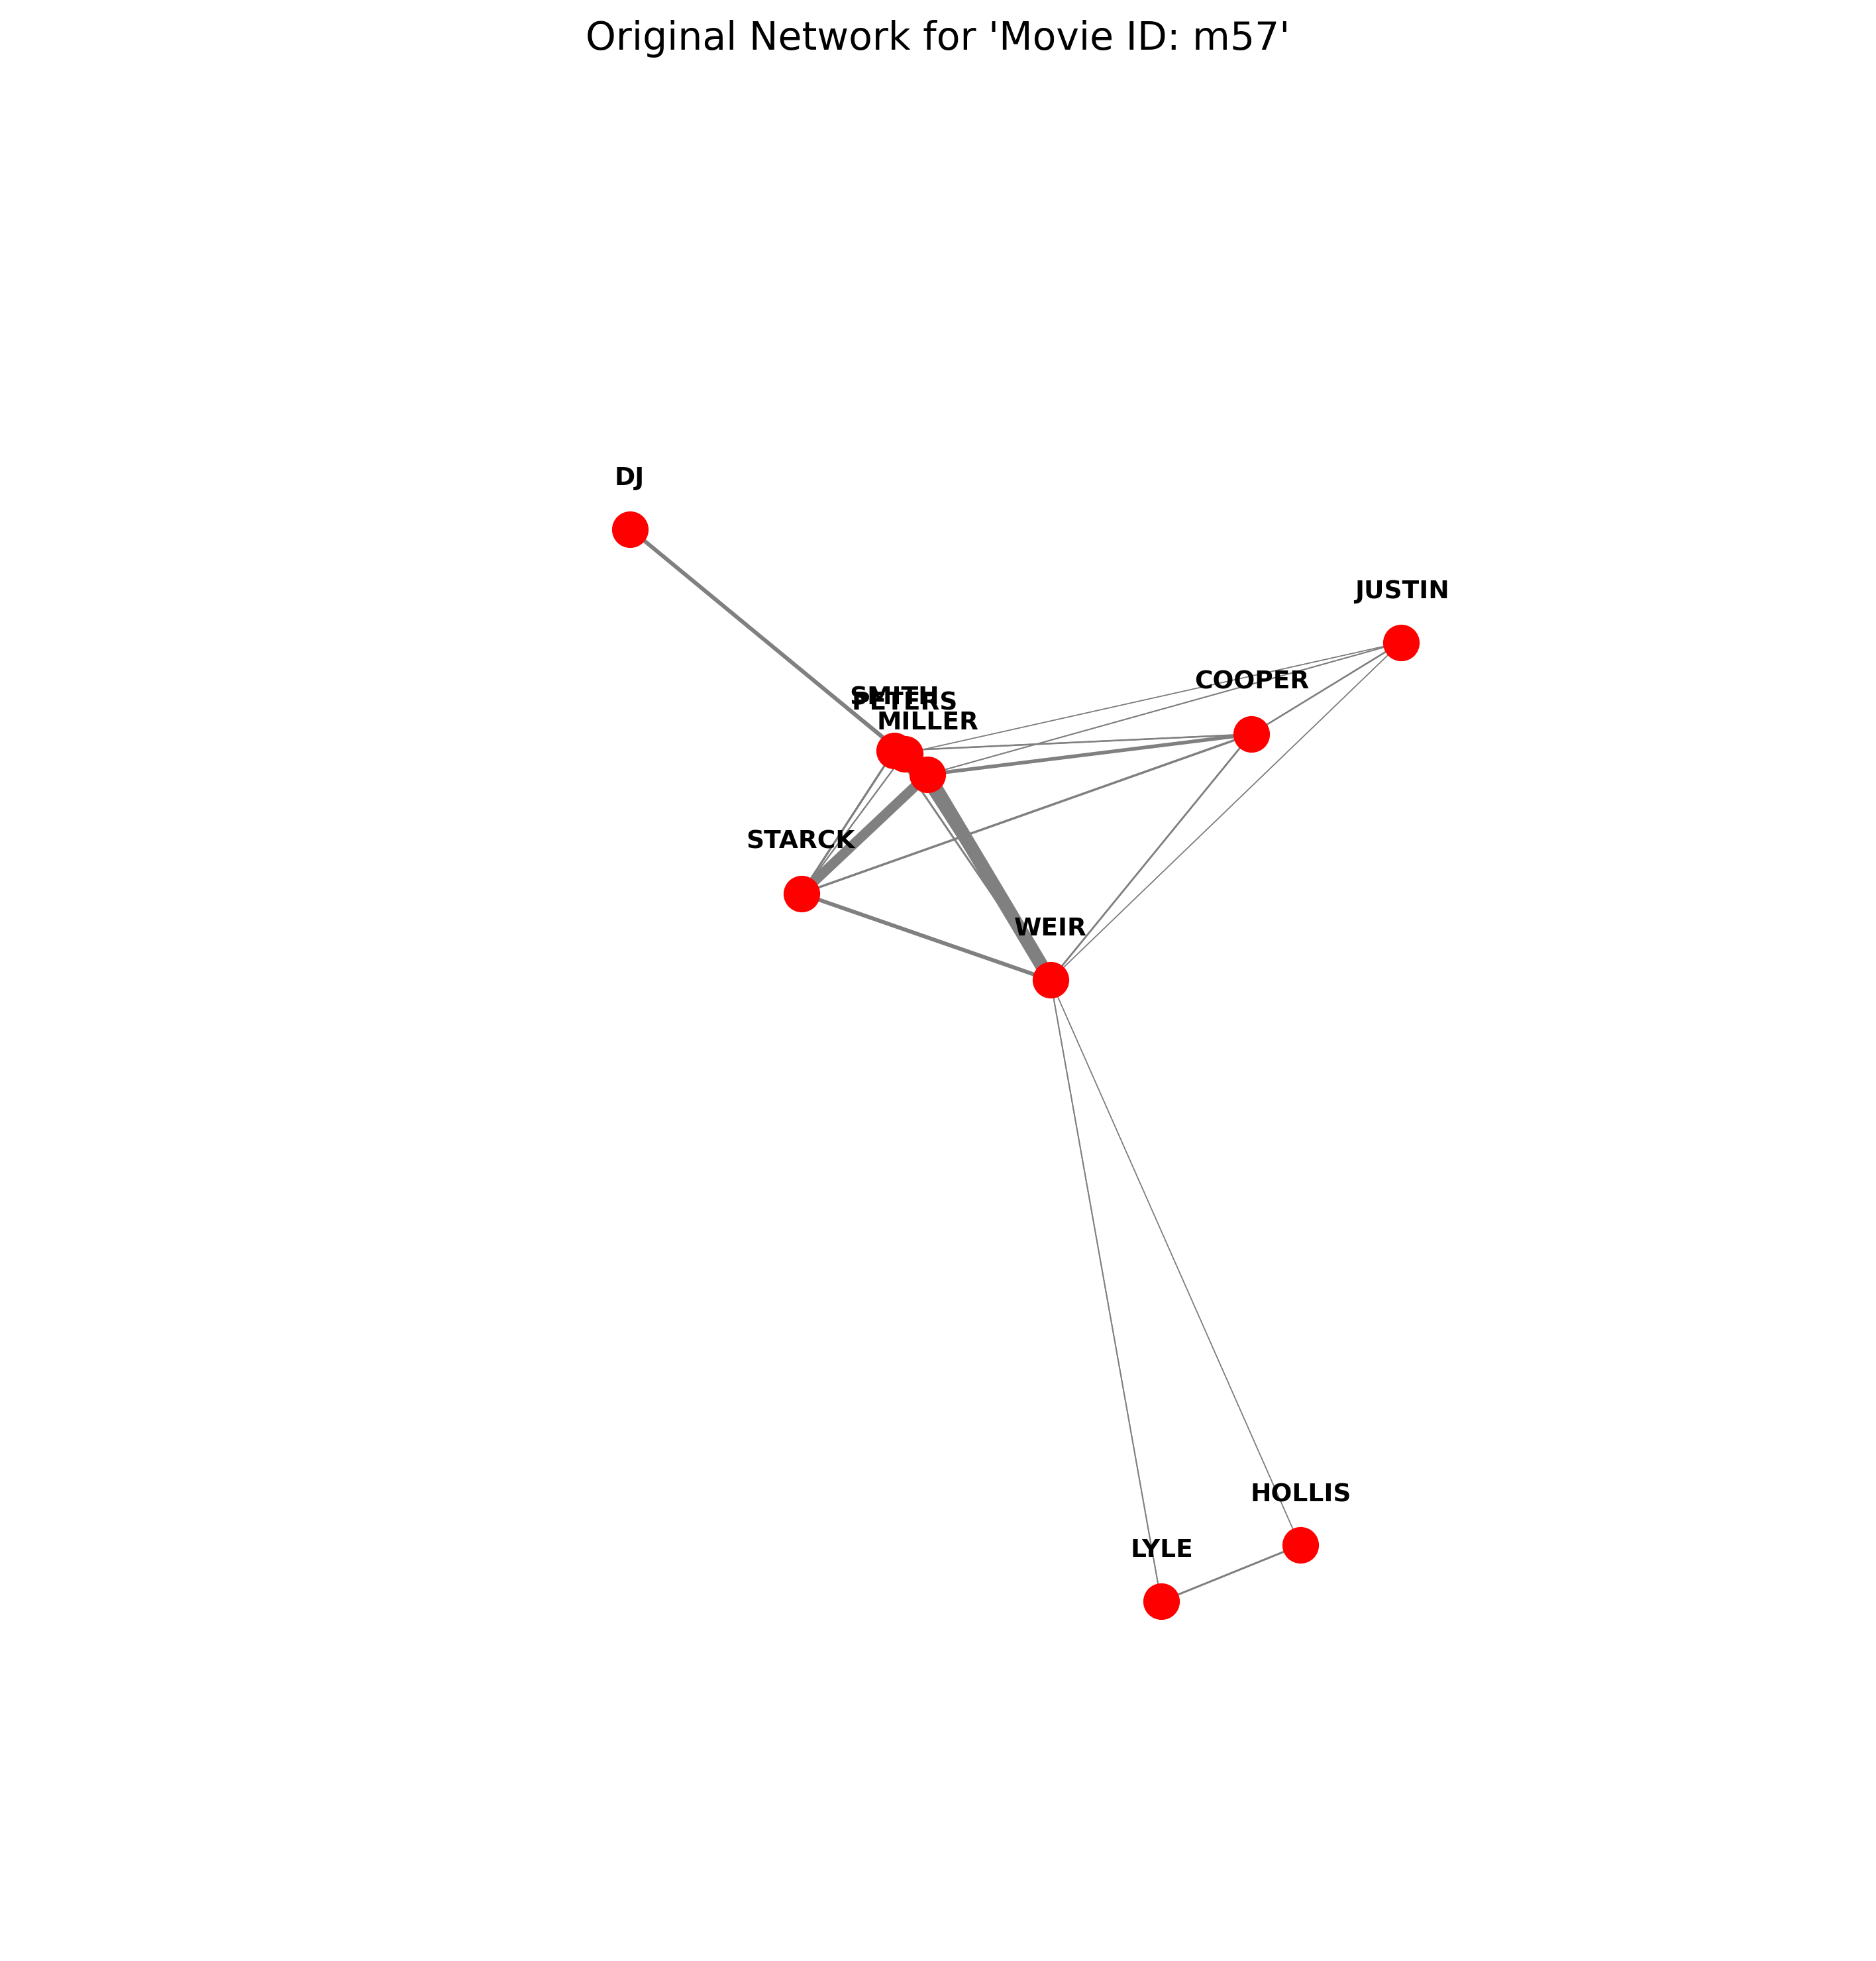 Original Network for 'Movie ID: m57'
DJ
JUSTIN
COOPER
SMITH
PETERS
MILLER
STARCK
WEIR
HOLLIS
LYLE